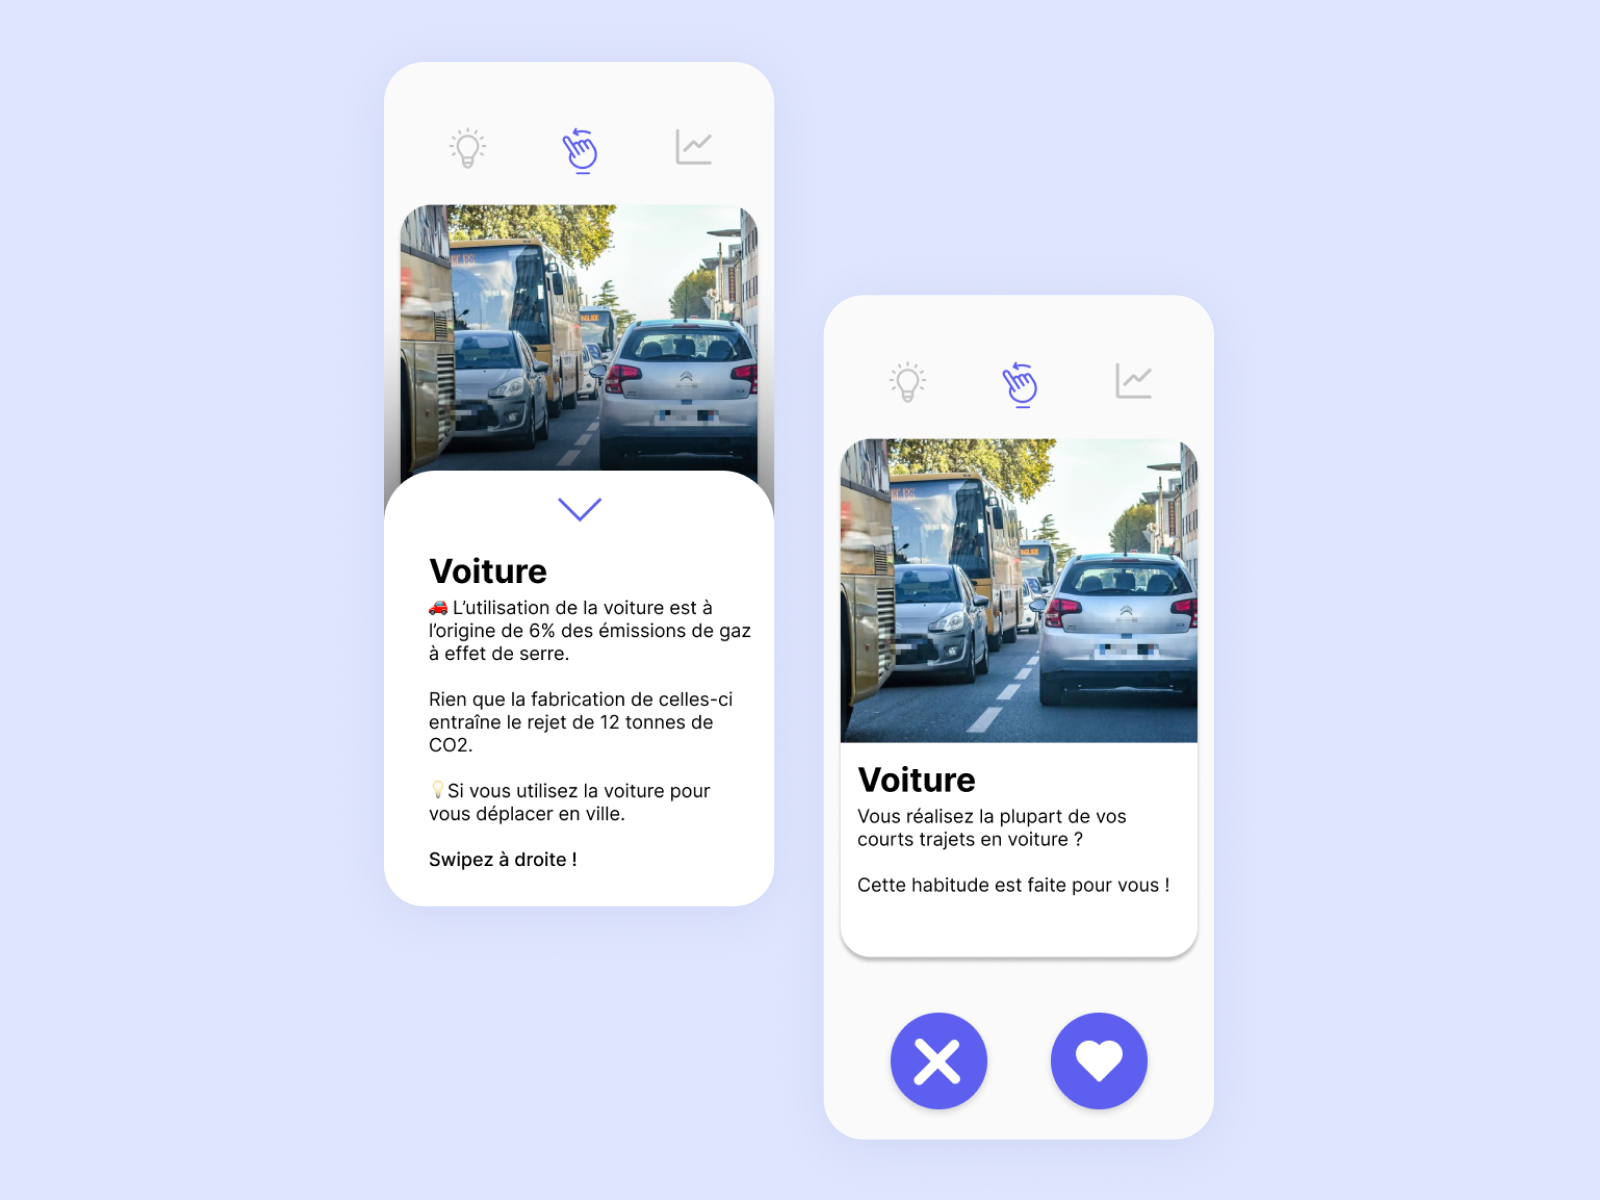 Voiture
🚗 L’utilisation de la voiture est à
l’origine de 6% des émissions de gaz
à effet de serre.
Rien que la fabrication de celles-ci
entraîne le rejet de 12 tonnes de
CO2.
💡Si vous utilisez la voiture pour
vous déplacer en ville.
Swipez à droite !
Voiture
Vous réalisez la plupart de vos
courts trajets en voiture ?
Cette habitude est faite pour vous !